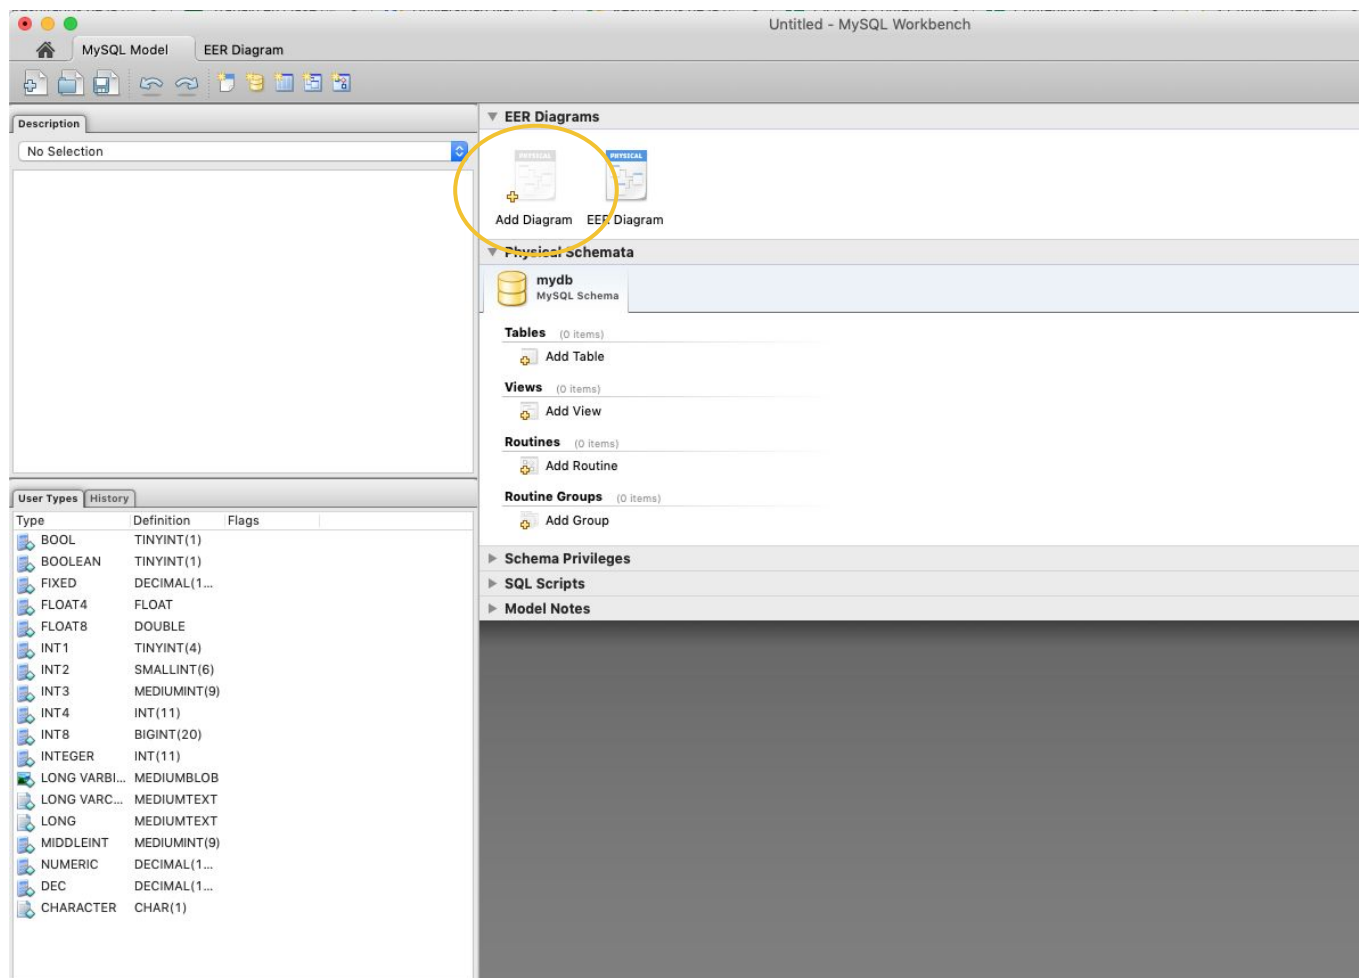 Untitled - MySQL Workbench
MySQL Model
EER Diagram
Description
No Selection
EER Diagrams
PHYSICAL
PHYSICAL
Add Diagram
EER Diagram
Physical Schemata
mydb
MySQL Schema
Tables (0 items)
Add Table
Views (0 items)
Add View
Routines (0 items)
Add Routine
Routine Groups (0 items)
Add Group
Schema Privileges
SQL Scripts
Model Notes
User Types History
Type Definition Flags
BOOL TINYINT(1)
BOOLEAN TINYINT(1)
FIXED DECIMAL(1...
FLOAT4 FLOAT
FLOAT8 DOUBLE
INT1 TINYINT(4)
INT2 SMALLINT(6)
INT3 MEDIUMINT(9)
INT4 INT(11)
INT8 BIGINT(20)
INTEGER INT(11)
LONG VARBI... MEDIUMBLOB
LONG VARC... MEDIUMTEXT
LONG MEDIUMTEXT
MIDDLEINT MEDIUMINT(9)
NUMERIC DECIMAL(1...
DEC DECIMAL(1...
CHARACTER CHAR(1)